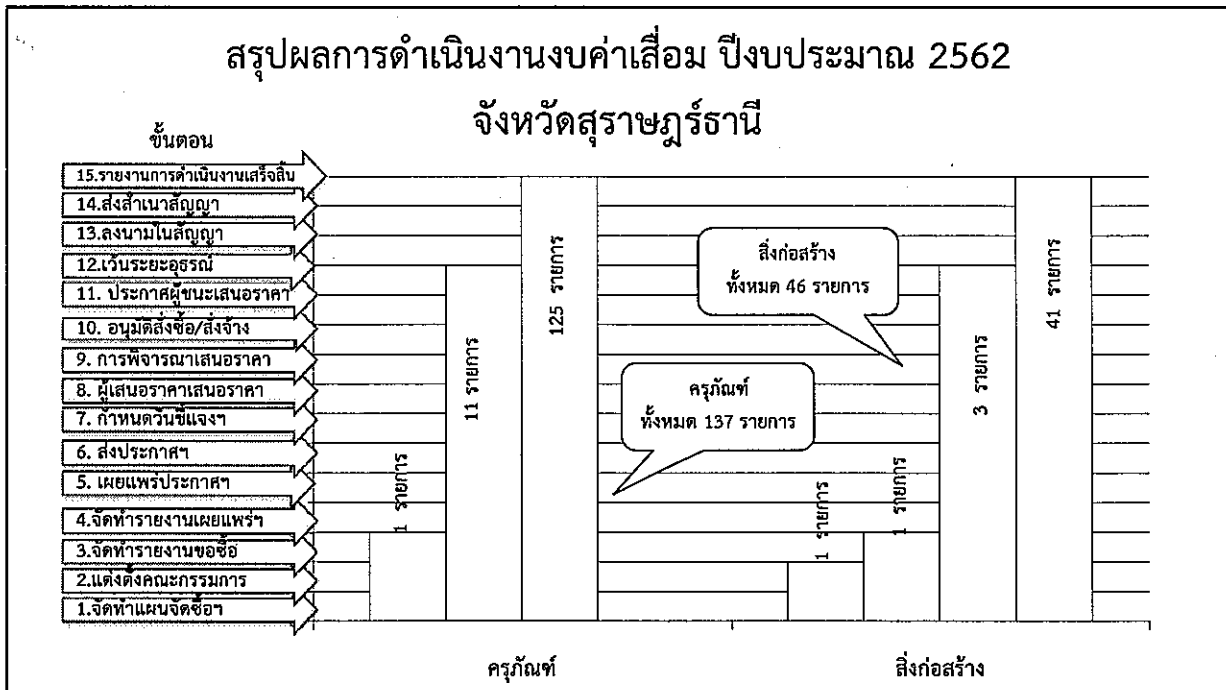 สรุปผลการดำเนินงานงบค่าเสื่อม ปีงบประมาณ 2562
จังหวัดสุราษฎร์ธานี
ขั้นตอน
15.รายงานการดำเนินงานเสร็จสิ้น
14.ส่งสำเนาสัญญา
13.ลงนามในสัญญา
12.เว้นระยะอุธรณ์
11. ประกาศผู้ชนะเสนอราคา
10. อนุมัติสั่งซื้อ/สั่งจ้าง
9. การพิจารณาเสนอราคา
8. ผู้เสนอราคาเสนอราคา
7. กำหนดวันชี้แจงฯ
6. ส่งประกาศฯ
5. เผยแพร่ประกาศฯ
4.จัดทำรายงานเผยแพร่ฯ
3.จัดทำรายงานขอซื้อ
2.แต่งตั้งคณะกรรมการ
1.จัดทำแผนจัดซื้อฯ
1 รายการ
11 รายการ
125 รายการ
ครุภัณฑ์
ทั้งหมด 137 รายการ
สิ่งก่อสร้าง
ทั้งหมด 46 รายการ
1 รายการ
1 รายการ
3 รายการ
41 รายการ
ครุภัณฑ์
สิ่งก่อสร้าง